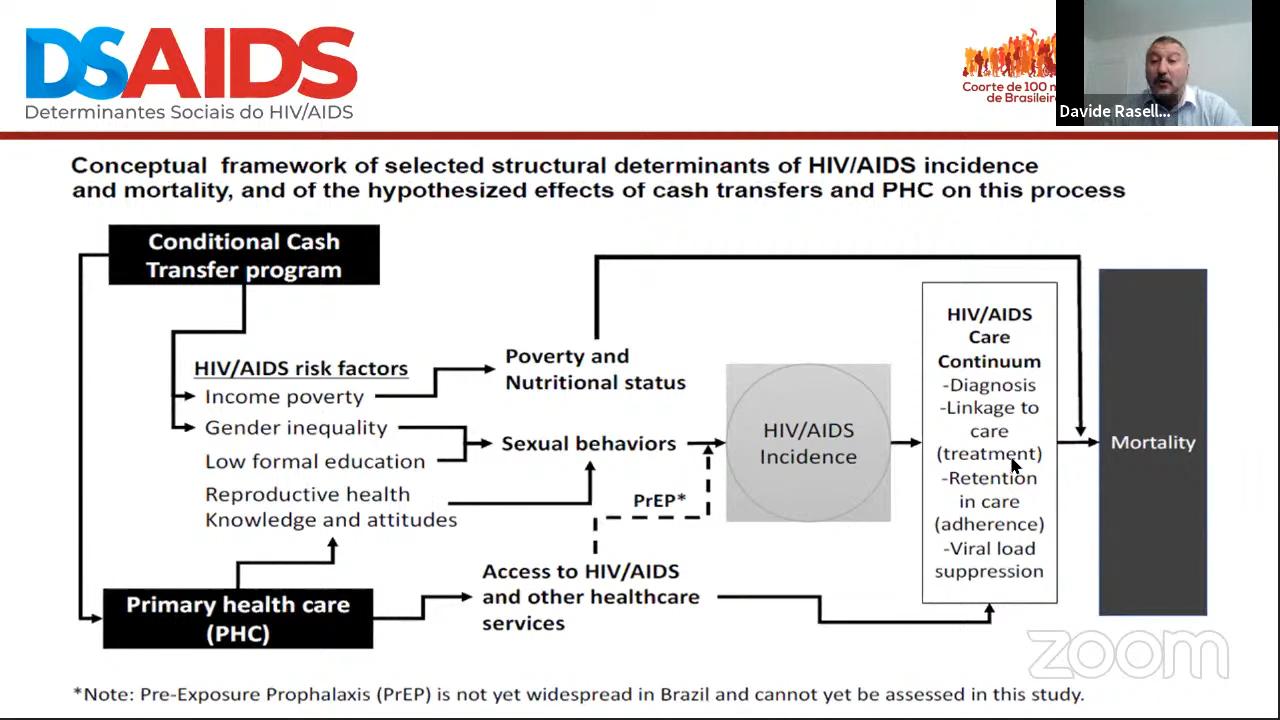 DSAIDS
Determinantes Sociais do HIV/AIDS
Coorte de 100 m
de Brasileir
Davide Rasell...
Conceptual framework of selected structural determinants of HIV/AIDS incidence
and mortality, and of the hypothesized effects of cash transfers and PHC on this process
Conditional Cash
Transfer program
HIV/AIDS risk factors
Income poverty
Gender inequality
Low formal education
Reproductive health
Knowledge and attitudes
Primary health care
(PHC)
Poverty and
Nutritional status
Sexual behaviors
PrEP*
Access to HIV/AIDS
and other healthcare
services
HIV/AIDS
Incidence
HIV/AIDS
Care
Continuum
-Diagnosis
-Linkage to
care
(treatment)
-Retention
in care
(adherence)
-Viral load
suppression
Mortality
zoom
*Note: Pre-Exposure Prophalaxis (PrEP) is not yet widespread in Brazil and cannot yet be assessed in this study.